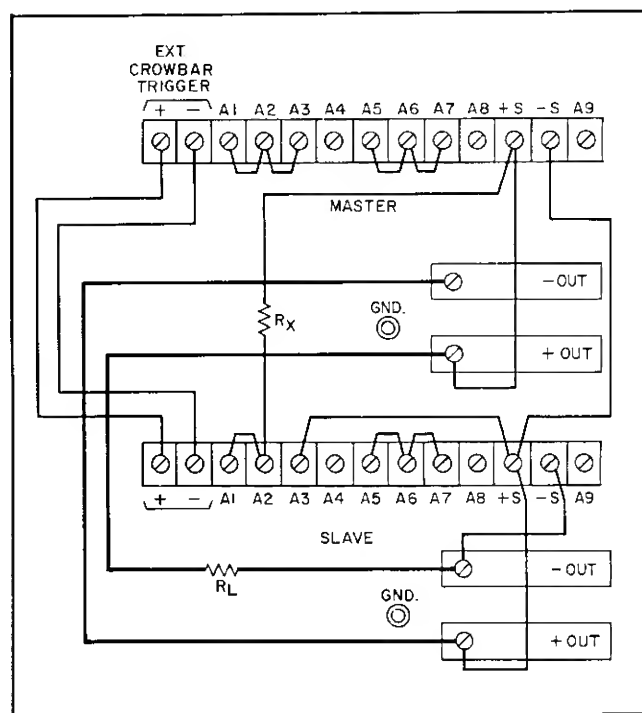 EXT.
CROWBAR
TRIGGER
+ − A1 A2 A3 A4 A5 A6 A7 A8 +S −S A9
MASTER
−OUT
GND.
RX
+OUT
+ − A1 A2 A3 A4 A5 A6 A7 A8 +S −S A9
SLAVE
−OUT
RL
GND.
+OUT